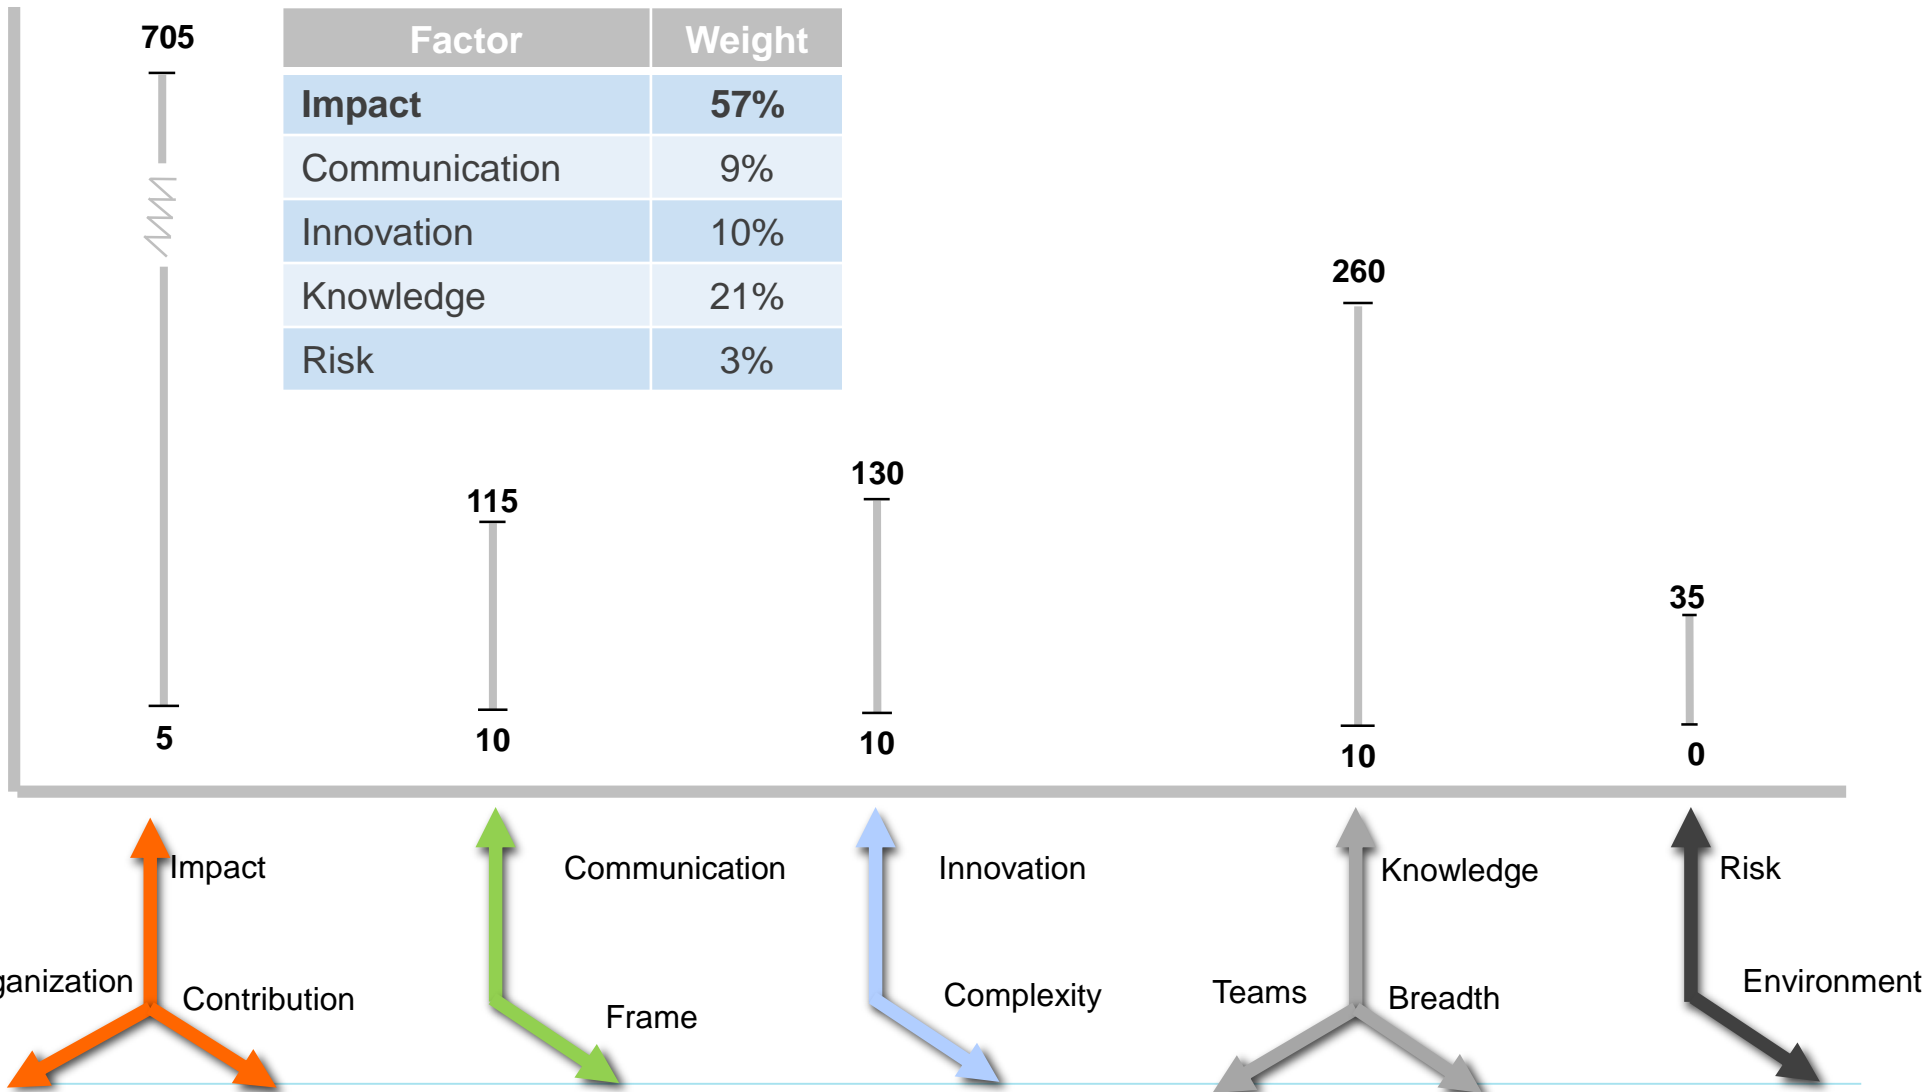 705
Factor Weight
Impact 57%
Communication 9%
Innovation 10%
Knowledge 21%
Risk 3%
260
130
115
35
5
10
10
10
0
Impact
Communication
Innovation
Knowledge
Risk
ganization
Contribution
Frame
Complexity
Teams
Breadth
Environment